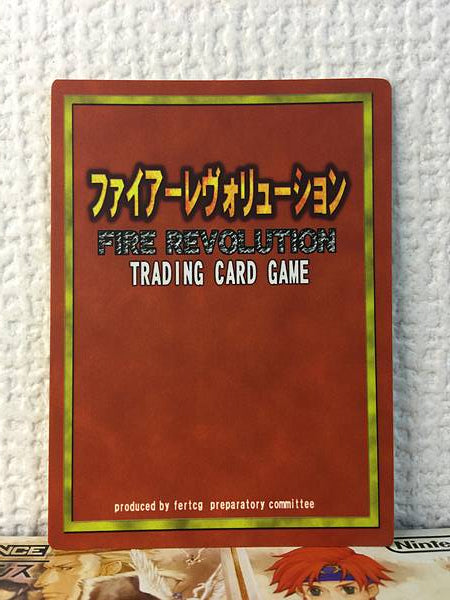 ファイアーレヴォリューション
FIRE REVOLUTION
TRADING CARD GAME
produced by fertcg preparatory committee